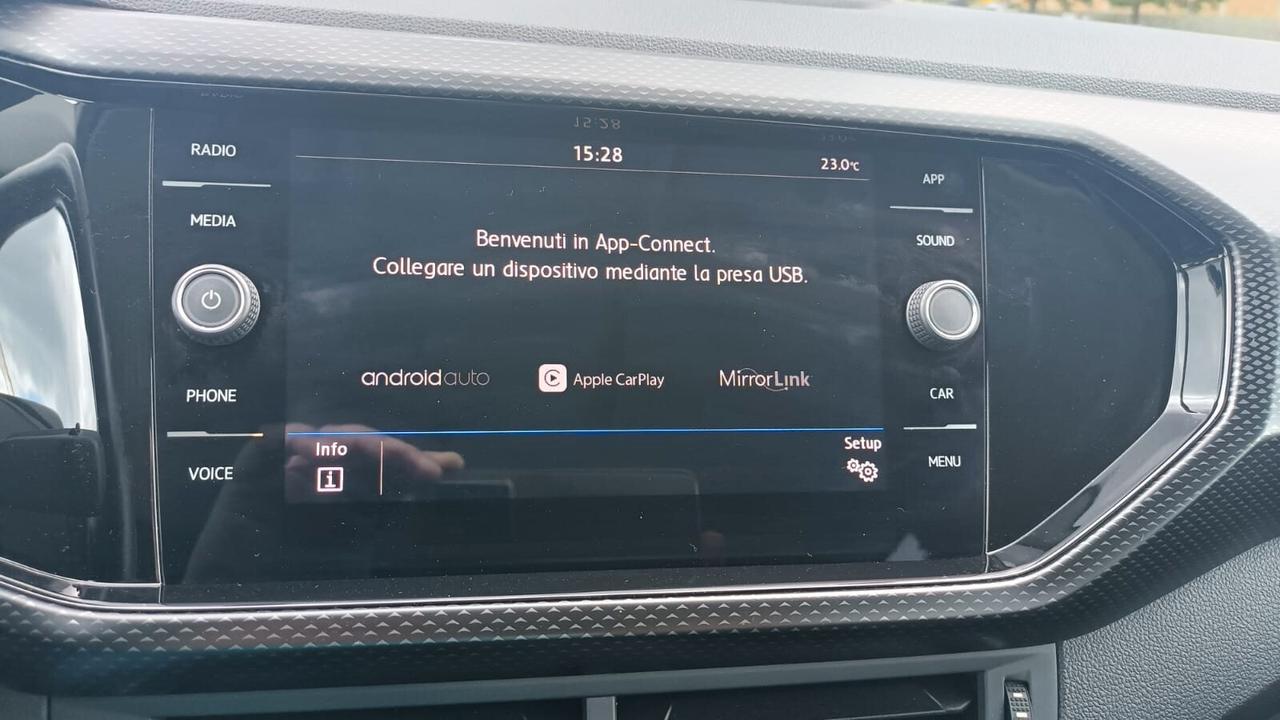 RADIO
MEDIA
PHONE
VOICE
15:28
23.0°C
Benvenuti in App-Connect.
Collegare un dispositivo mediante la presa USB.
androidauto
Apple CarPlay
MirrorLink
Info
i
Setup
APP
SOUND
CAR
MENU